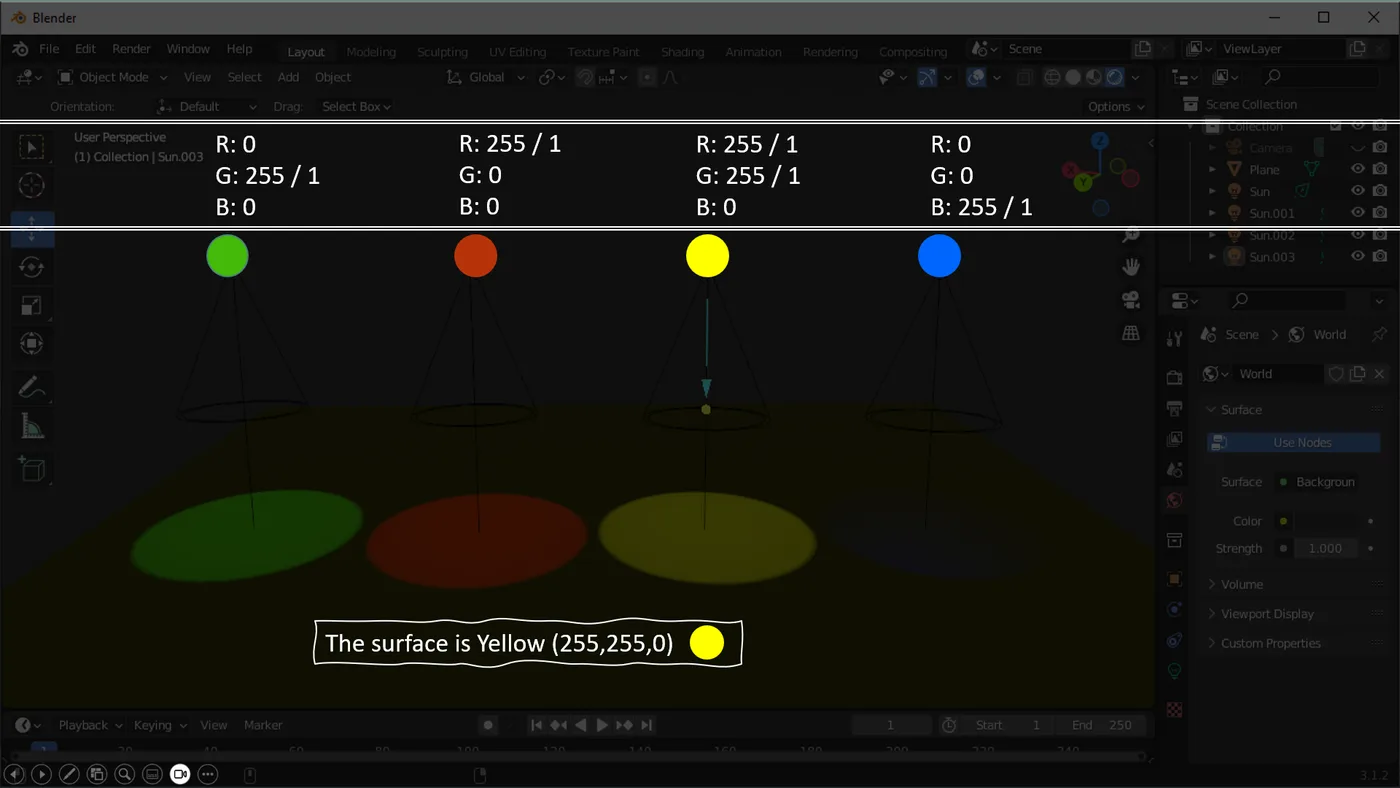 Blender
File Edit Render Window Help Layout Modeling Sculpting UV Editing Texture Paint Shading Animation Rendering Compositing Scene ViewLayer
Object Mode View Select Add Object Global
Orientation: Default Drag: Select Box Options
Scene Collection
Collection
Camera
Plane
Sun
Sun.001
Sun.002
Sun.003
User Perspective
(1) Collection | Sun.003
R: 0
G: 255 / 1
B: 0
R: 255 / 1
G: 0
B: 0
R: 255 / 1
G: 255 / 1
B: 0
R: 0
G: 0
B: 255 / 1
Z
X
Y
Scene World
World
Surface
Use Nodes
Surface Backgroun
Color
Strength 1.000
Volume
Viewport Display
Custom Properties
The surface is Yellow (255,255,0)
Playback Keying View Marker 1 Start 1 End 250
3.1.2